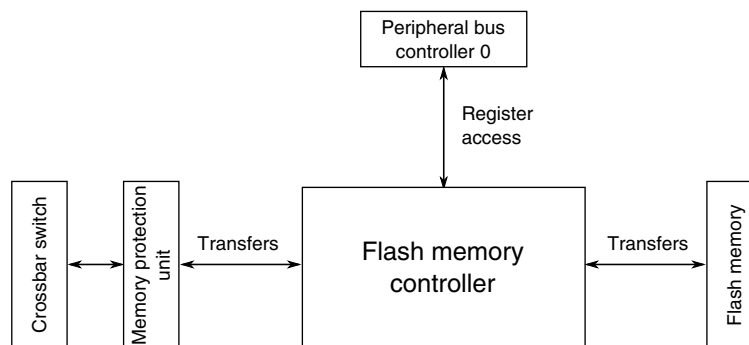 Peripheral bus
controller 0
Register
access
Crossbar switch
Memory protection
unit
Transfers
Flash memory
controller
Transfers
Flash memory